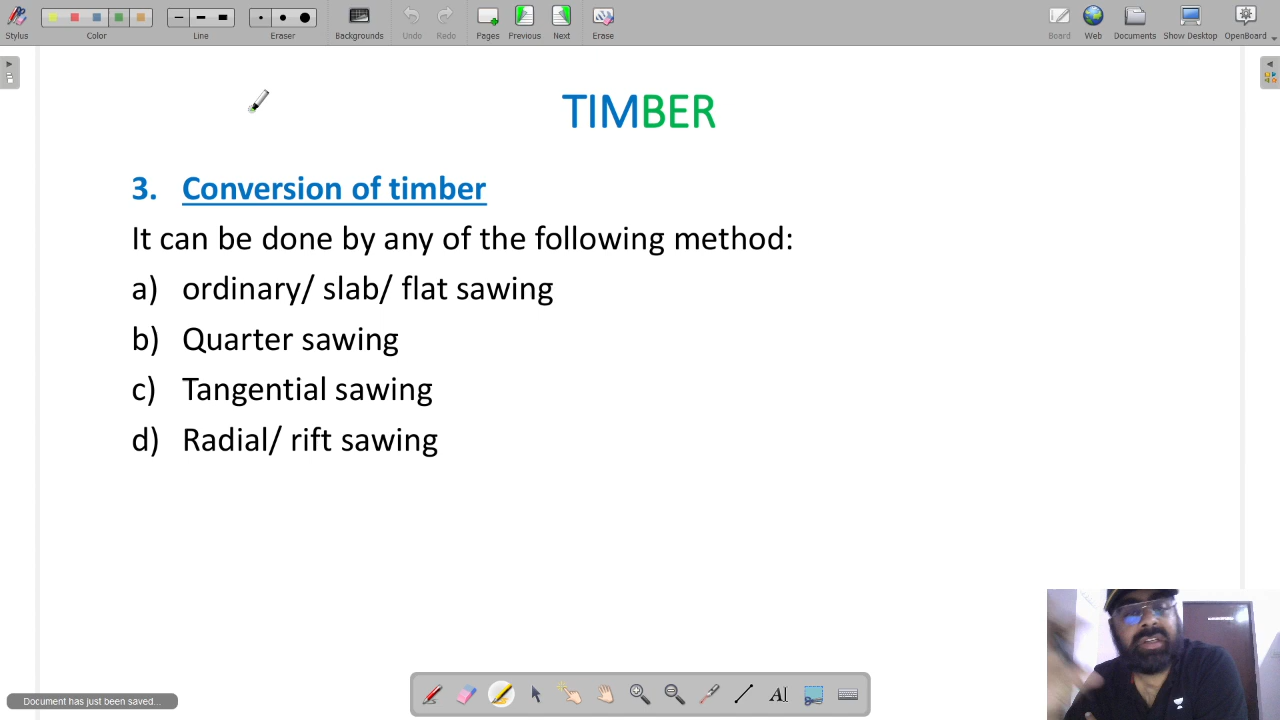 Stylus Color Line Eraser Backgrounds Undo Redo Pages Previous Next Erase Board Web Documents Show Desktop OpenBoard
TIMBER
3. Conversion of timber
It can be done by any of the following method:
a) ordinary/ slab/ flat sawing
b) Quarter sawing
c) Tangential sawing
d) Radial/ rift sawing
Document has just been saved...
AI